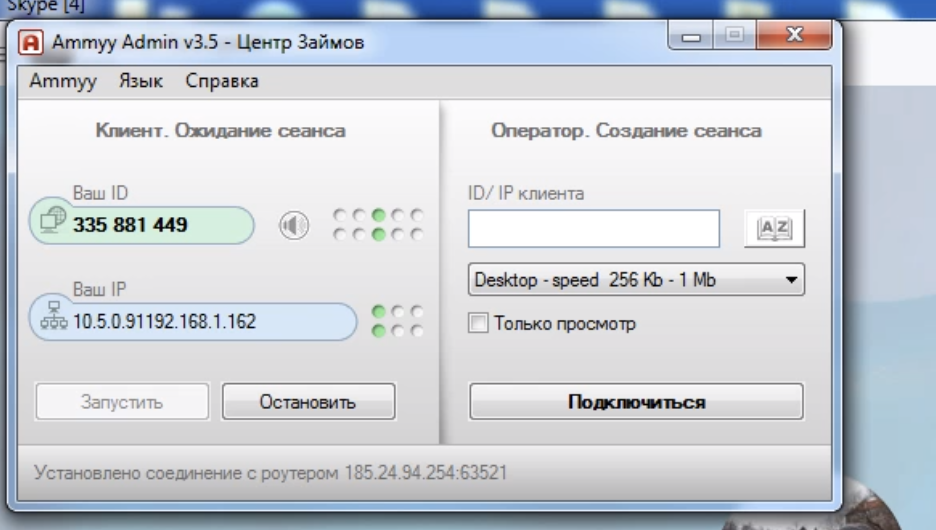 Skype [4]
Ammyy Admin v3.5 - Центр Займов
Ammyy Язык Справка
Клиент. Ожидание сеанса
Ваш ID
335 881 449
Ваш IP
10.5.0.91192.168.1.162
Запустить Остановить
Оператор. Создание сеанса
ID/ IP клиента
AZ
Desktop - speed 256 Kb - 1 Mb
Только просмотр
Подключиться
Установлено соединение с роутером 185.24.94.254:63521